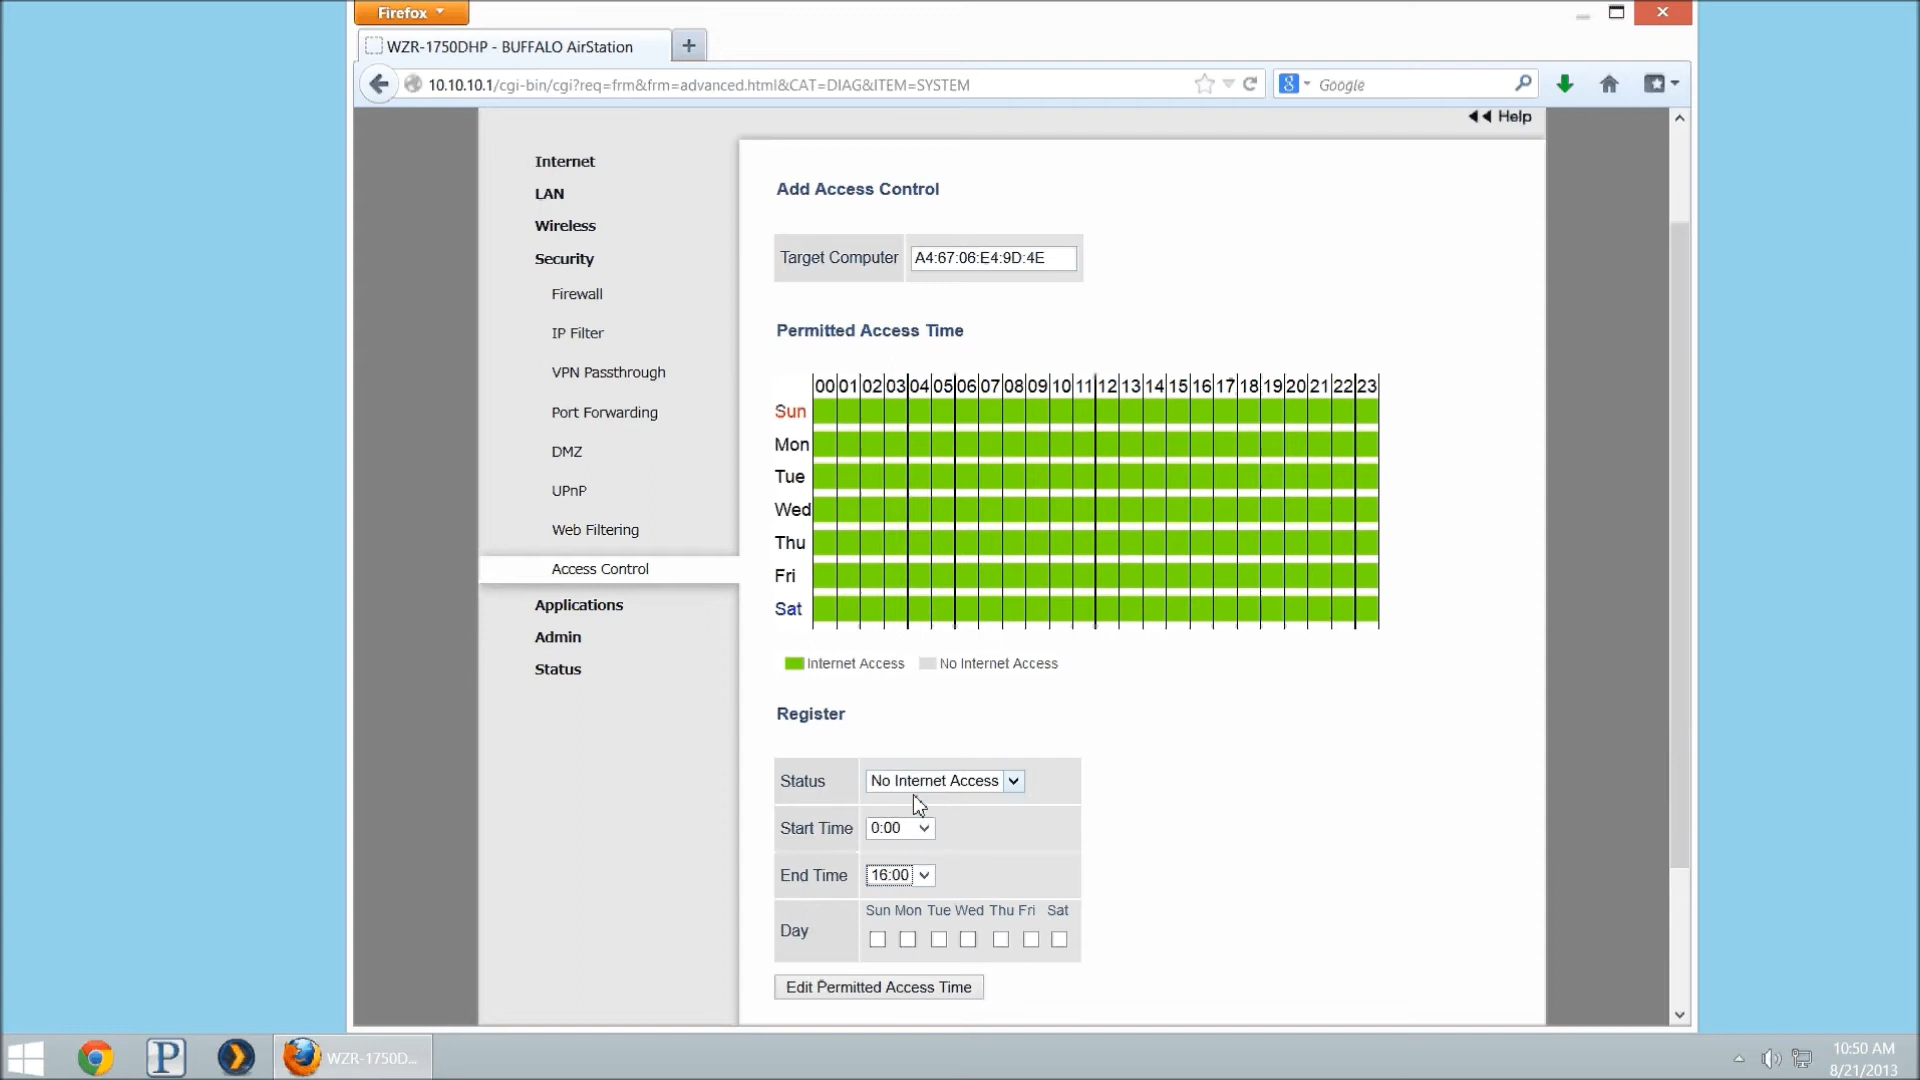 Firefox
WZR-1750DHP - BUFFALO AirStation
10.10.10.1/cgi-bin/cgi?req=frm&frm=advanced.html&CAT=DIAG&ITEM=SYSTEM
Google
Help
Internet
LAN
Wireless
Security
Firewall
IP Filter
VPN Passthrough
Port Forwarding
DMZ
UPnP
Web Filtering
Access Control
Applications
Admin
Status
Add Access Control
Target Computer A4:67:06:E4:9D:4E
Permitted Access Time
00 01 02 03 04 05 06 07 08 09 10 11 12 13 14 15 16 17 18 19 20 21 22 23
Sun
Mon
Tue
Wed
Thu
Fri
Sat
Internet Access No Internet Access
Register
Status No Internet Access
Start Time 0:00
End Time 16:00
Sun Mon Tue Wed Thu Fri Sat
Day
Edit Permitted Access Time
WZR-1750D...
10:50 AM
8/21/2013